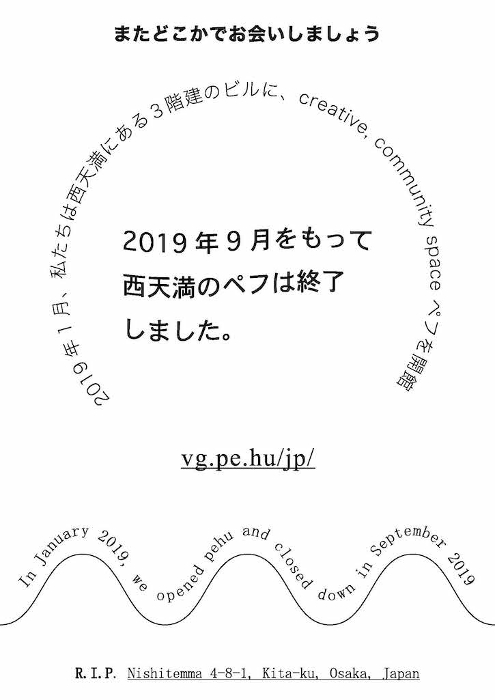 またどこかでお会いしましょう
2019年1月、私たちは西天満にある3階建のビルに、creative, community space ペフを開館
2019年9月をもって
西天満のペフは終了
しました。
vg.pe.hu/jp/
In January 2019, we opened pehu and closed down in September 2019
R.I.P. Nishitemma 4-8-1, Kita-ku, Osaka, Japan